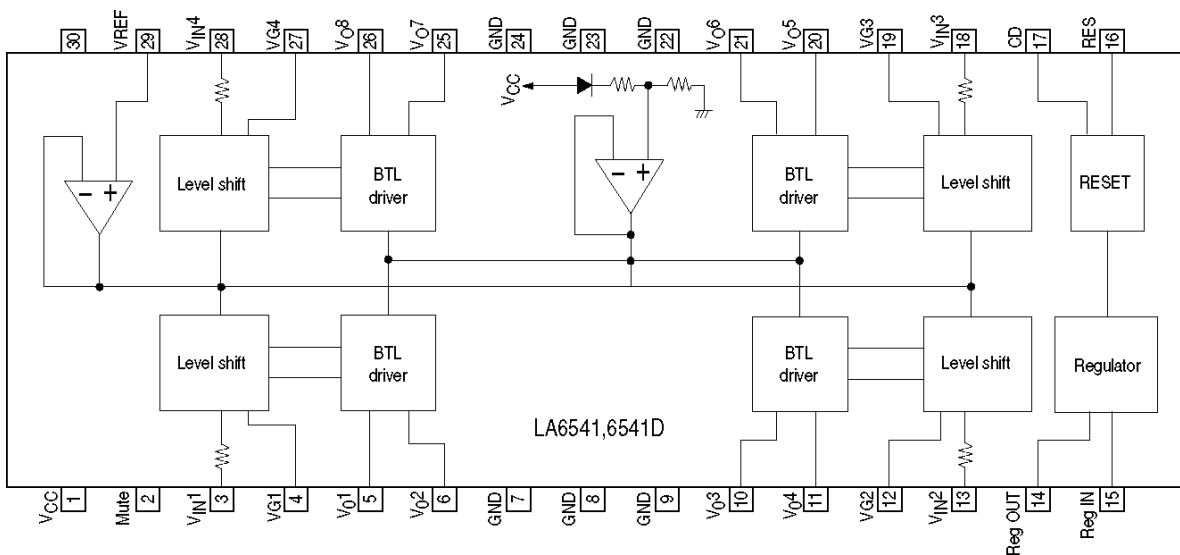 VREF VIN4 VG4 VO8 VO7 GND GND GND VO6 VO5 VG3 VIN3 CD RES
30 29 28 27 26 25 24 23 22 21 20 19 18 17 16
VCC
− + Level shift BTL driver − + BTL driver Level shift RESET
Level shift BTL driver BTL driver Level shift Regulator
LA6541,6541D
1 2 3 4 5 6 7 8 9 10 11 12 13 14 15
VCC Mute VIN1 VG1 VO1 VO2 GND GND GND VO3 VO4 VG2 VIN2 Reg OUT Reg IN